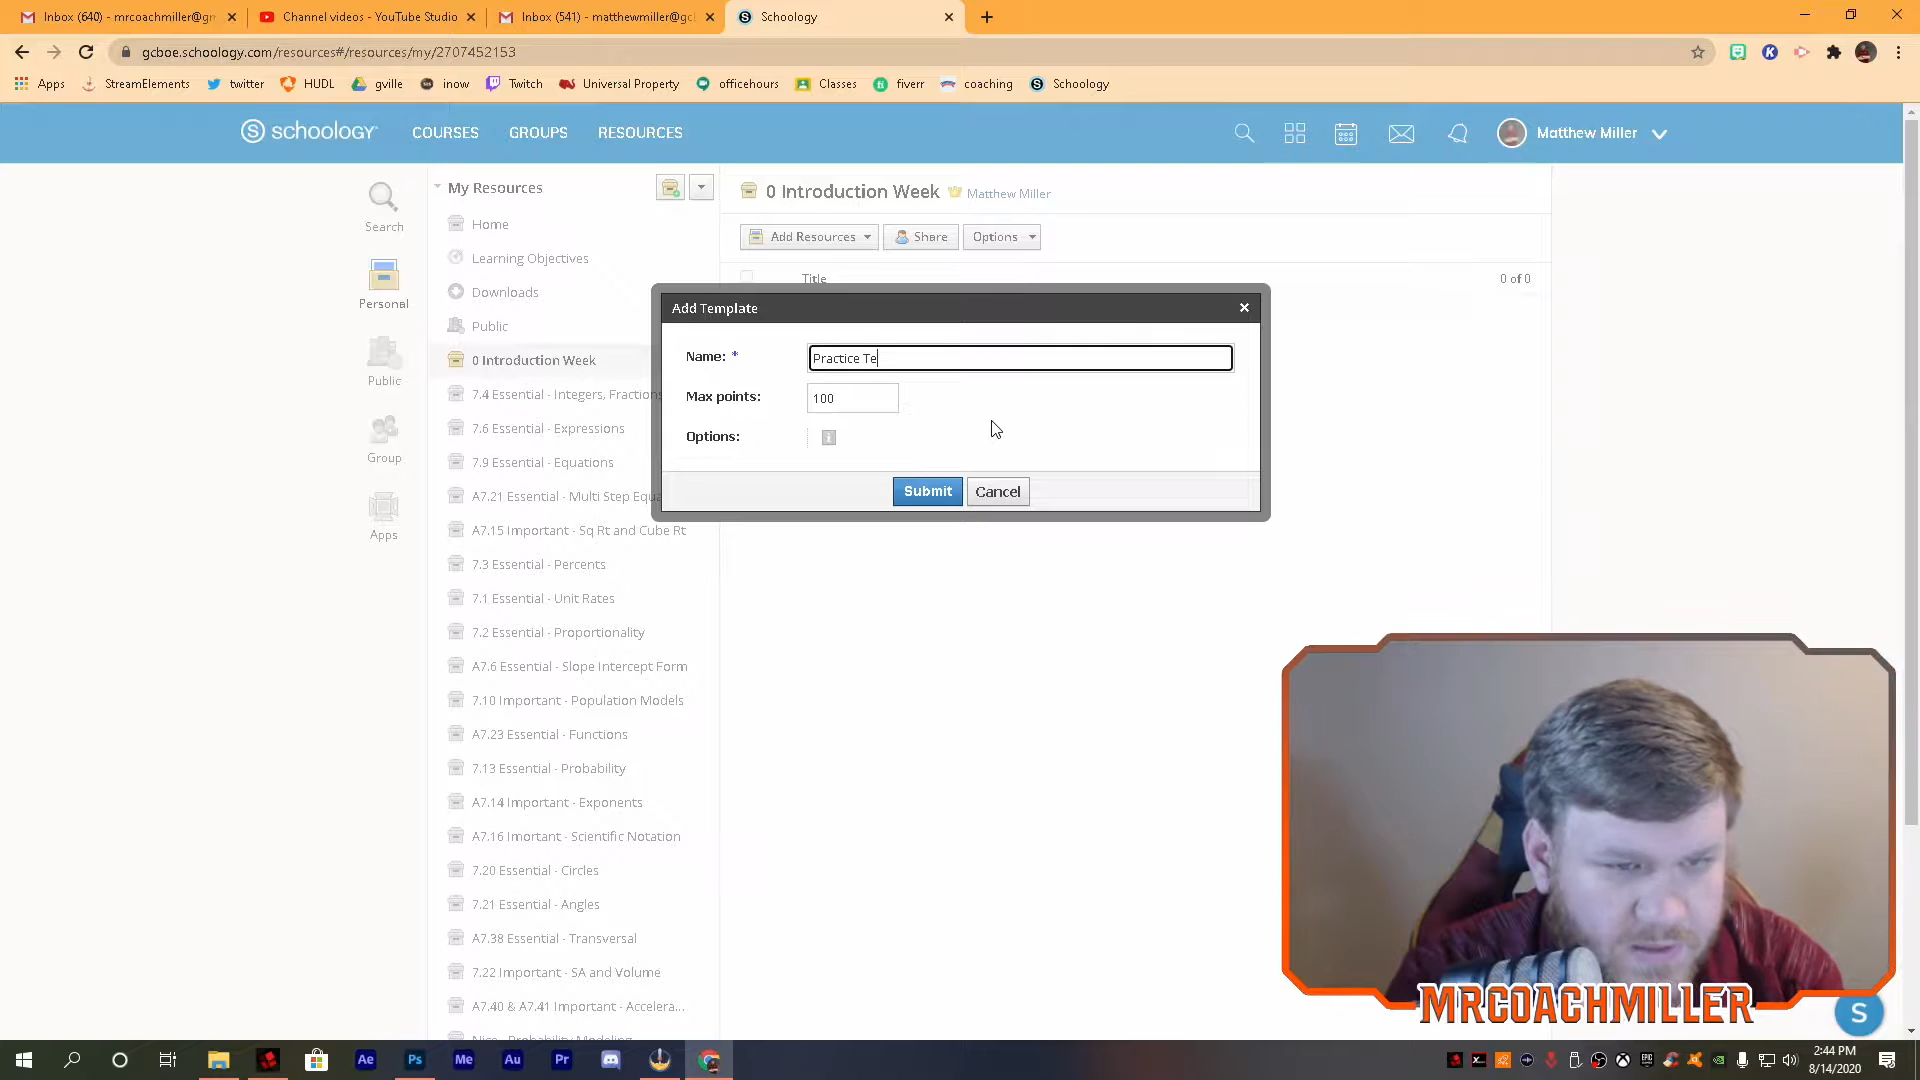 Inbox (640) - mrcoachmiller@gm
Channel videos - YouTube Studio
Inbox (541) - matthewmiller@gcl
Schoology
gcboe.schoology.com/resources#/resources/my/2707452153
Apps
StreamElements
twitter
HUDL
gville
inow
Twitch
Universal Property
officehours
Classes
fiverr
coaching
Schoology
schoology
COURSES
GROUPS
RESOURCES
Matthew Miller
Search
Personal
Public
Group
Apps
My Resources
Home
Learning Objectives
Downloads
Public
0 Introduction Week
7.4 Essential - Integers, Fraction
7.6 Essential - Expressions
7.9 Essential - Equations
A7.21 Essential - Multi Step Equa
A7.15 Important - Sq Rt and Cube Rt
7.3 Essential - Percents
7.1 Essential - Unit Rates
7.2 Essential - Proportionality
A7.6 Essential - Slope Intercept Form
7.10 Important - Population Models
A7.23 Essential - Functions
7.13 Essential - Probability
A7.14 Important - Exponents
A7.16 Imortant - Scientific Notation
7.20 Essential - Circles
7.21 Essential - Angles
A7.38 Essential - Transversal
7.22 Important - SA and Volume
A7.40 & A7.41 Important - Accelera...
0 Introduction Week
Matthew Miller
Add Resources
Share
Options
Title
0 of 0
Add Template
Name: *
Practice Te
Max points:
100
Options:
Submit
Cancel
MRCOACHMILLER
S
Ae
Ps
Me
Au
Pr
2:44 PM
8/14/2020